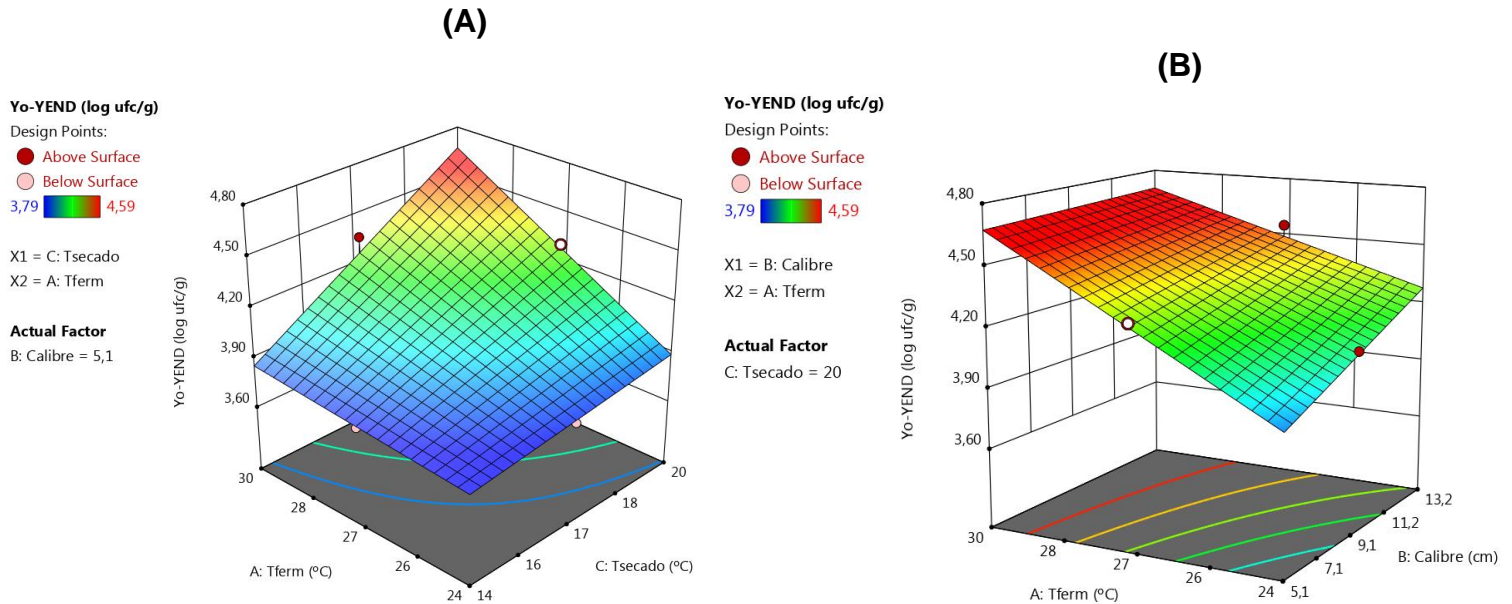 (A)
Yo-YEND (log ufc/g)
Design Points:
Above Surface
Below Surface
3,79 4,59
X1 = C: Tsecado
X2 = A: Tferm
Actual Factor
B: Calibre = 5,1
Yo-YEND (log ufc/g)
4,80
4,50
4,20
3,90
3,60
30
28
27
26
24
A: Tferm (ºC)
14
16
17
18
20
C: Tsecado (ºC)
(B)
Yo-YEND (log ufc/g)
Design Points:
Above Surface
Below Surface
3,79 4,59
X1 = B: Calibre
X2 = A: Tferm
Actual Factor
C: Tsecado = 20
Yo-YEND (log ufc/g)
4,80
4,50
4,20
3,90
3,60
30
28
27
26
24
A: Tferm (ºC)
5,1
7,1
9,1
11,2
13,2
B: Calibre (cm)